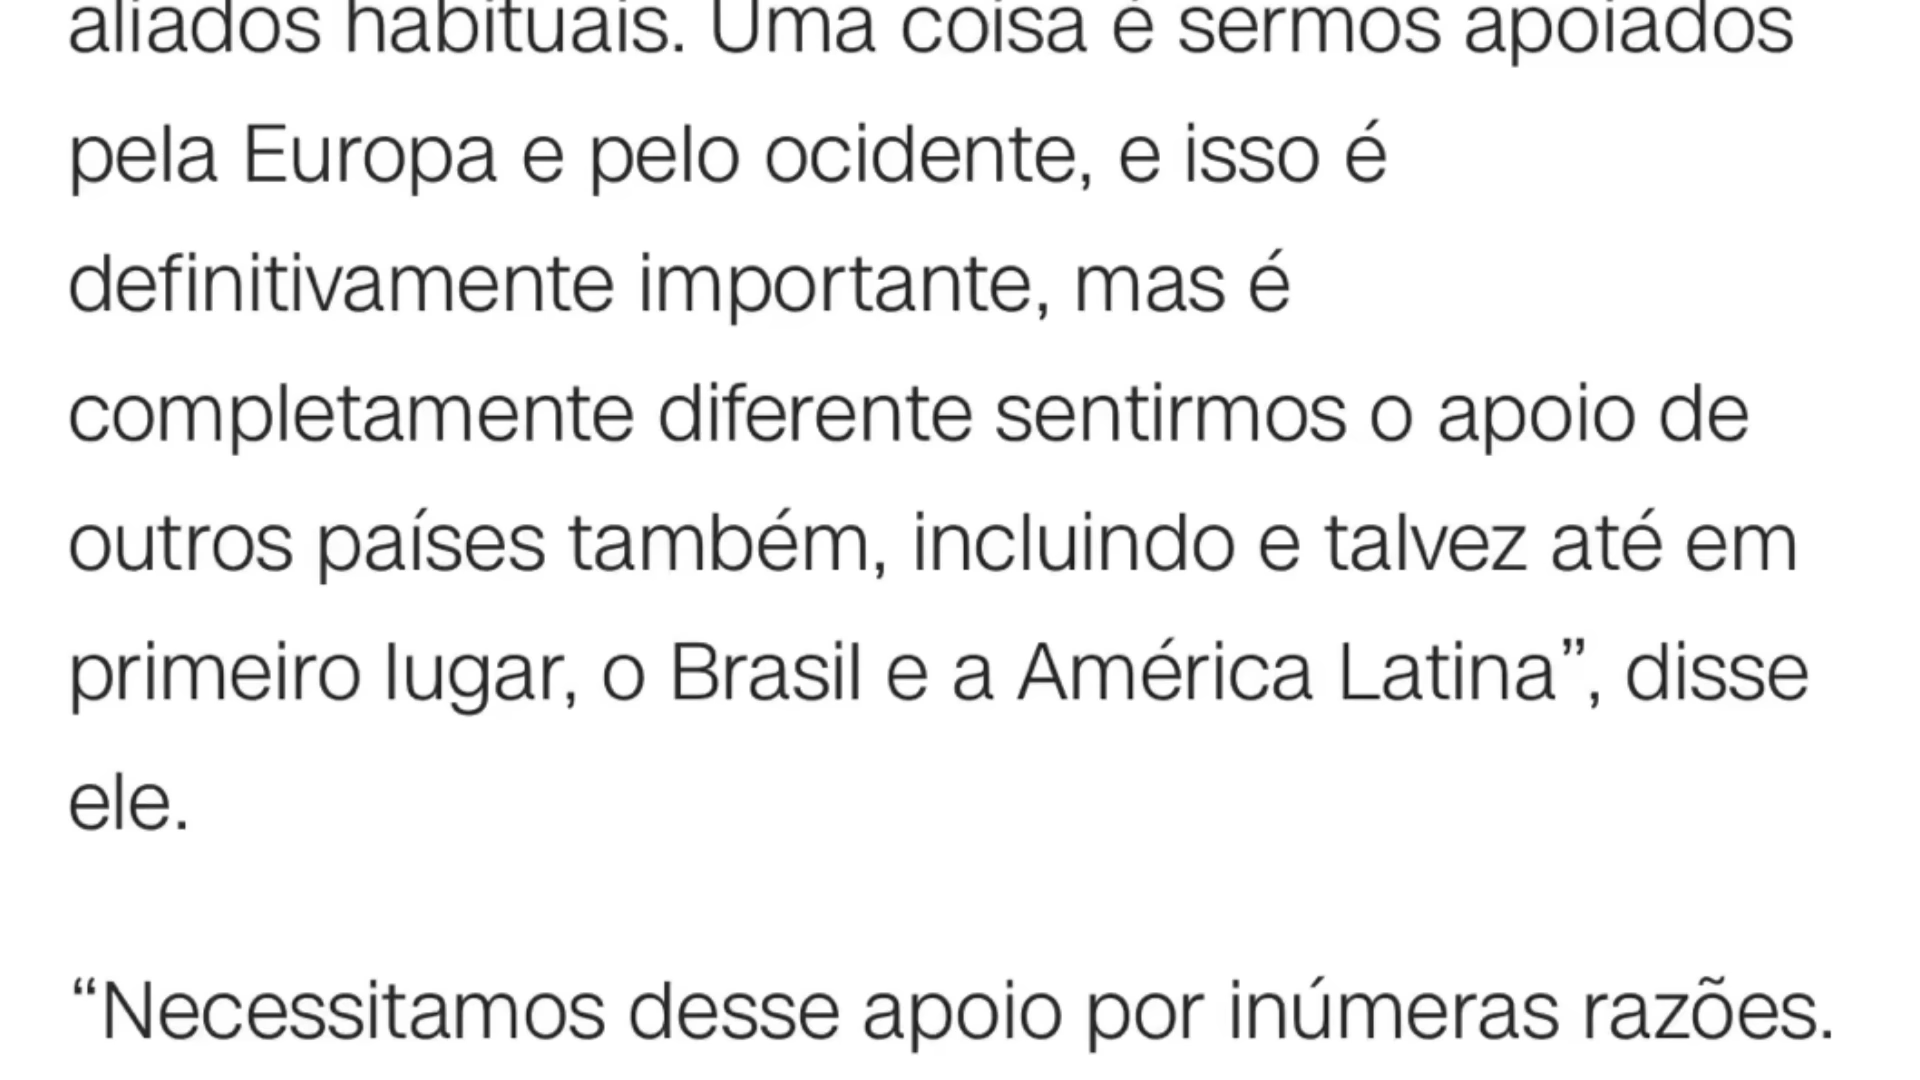 aliados habituais. Uma coisa é sermos apoiados
pela Europa e pelo ocidente, e isso é
definitivamente importante, mas é
completamente diferente sentirmos o apoio de
outros países também, incluindo e talvez até em
primeiro lugar, o Brasil e a América Latina”, disse
ele.
“Necessitamos desse apoio por inúmeras razões.